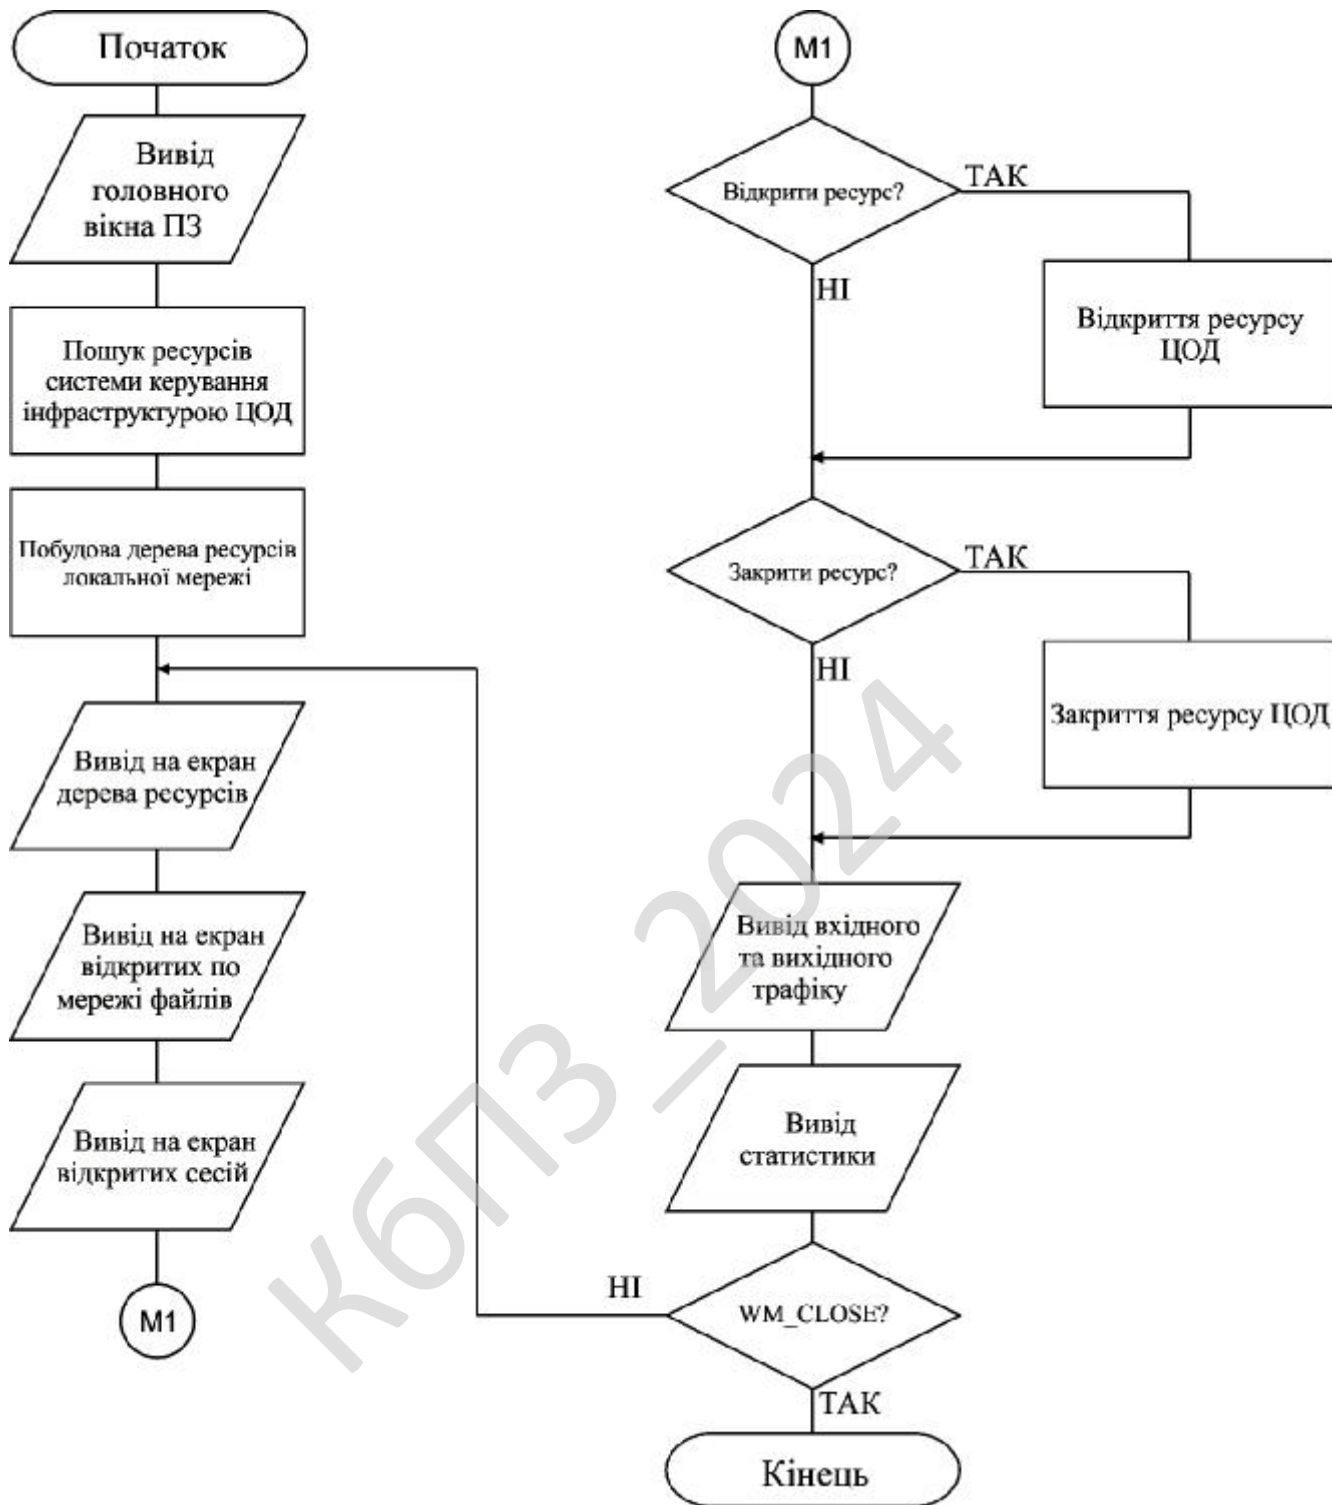 Початок
Вивід
головного
вікна ПЗ
Пошук ресурсів
системи керування
інфраструктурою ЦОД
Побудова дерева ресурсів
локальної мережі
Вивід на екран
дерева ресурсів
Вивід на екран
відкритих по
мережі файлів
Вивід на екран
відкритих сесій
М1
М1
Відкрити ресурс?
ТАК
НІ
Відкриття ресурсу
ЦОД
Закрити ресурс?
ТАК
НІ
Закриття ресурсу ЦОД
Вивід вхідного
та вихідного
трафіку
Вивід
статистики
WM_CLOSE?
НІ
ТАК
Кінець
КбПЗ_2024